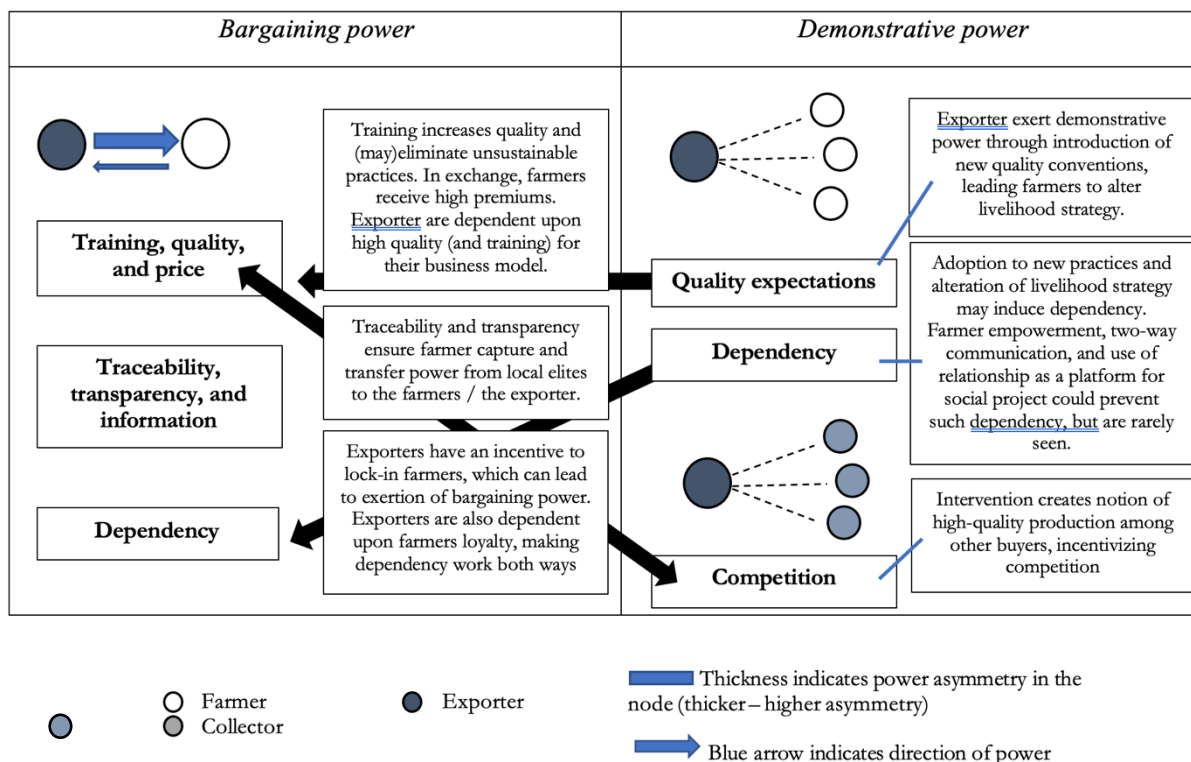 Bargaining power
Demonstrative power
Training increases quality and
(may)eliminate unsustainable
practices. In exchange, farmers
receive high premiums.
Exporter are dependent upon
high quality (and training) for
their business model.
Training, quality,
and price
Traceability and transparency
ensure farmer capture and
transfer power from local elites
to the farmers / the exporter.
Traceability,
transparency, and
information
Exporters have an incentive to
lock-in farmers, which can lead
to exertion of bargaining power.
Exporters are also dependent
upon farmers loyalty, making
dependency work both ways
Dependency
Exporter exert demonstrative
power through introduction of
new quality conventions,
leading farmers to alter
livelihood strategy.
Quality expectations
Adoption to new practices and
alteration of livelihood strategy
may induce dependency.
Farmer empowerment, two-way
communication, and use of
relationship as a platform for
social project could prevent
such dependency, but are rarely
seen.
Dependency
Intervention creates notion of
high-quality production among
other buyers, incentivizing
competition
Competition
Farmer
Collector
Exporter
Thickness indicates power asymmetry in the
node (thicker – higher asymmetry)
Blue arrow indicates direction of power